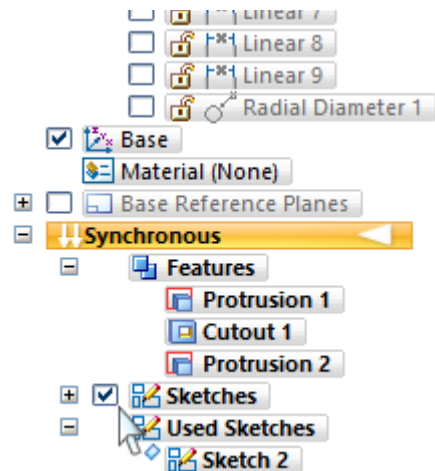 Linear 7
Linear 8
Linear 9
Radial Diameter 1
Base
Material (None)
Base Reference Planes
Synchronous
Features
Protrusion 1
Cutout 1
Protrusion 2
Sketches
Used Sketches
Sketch 2